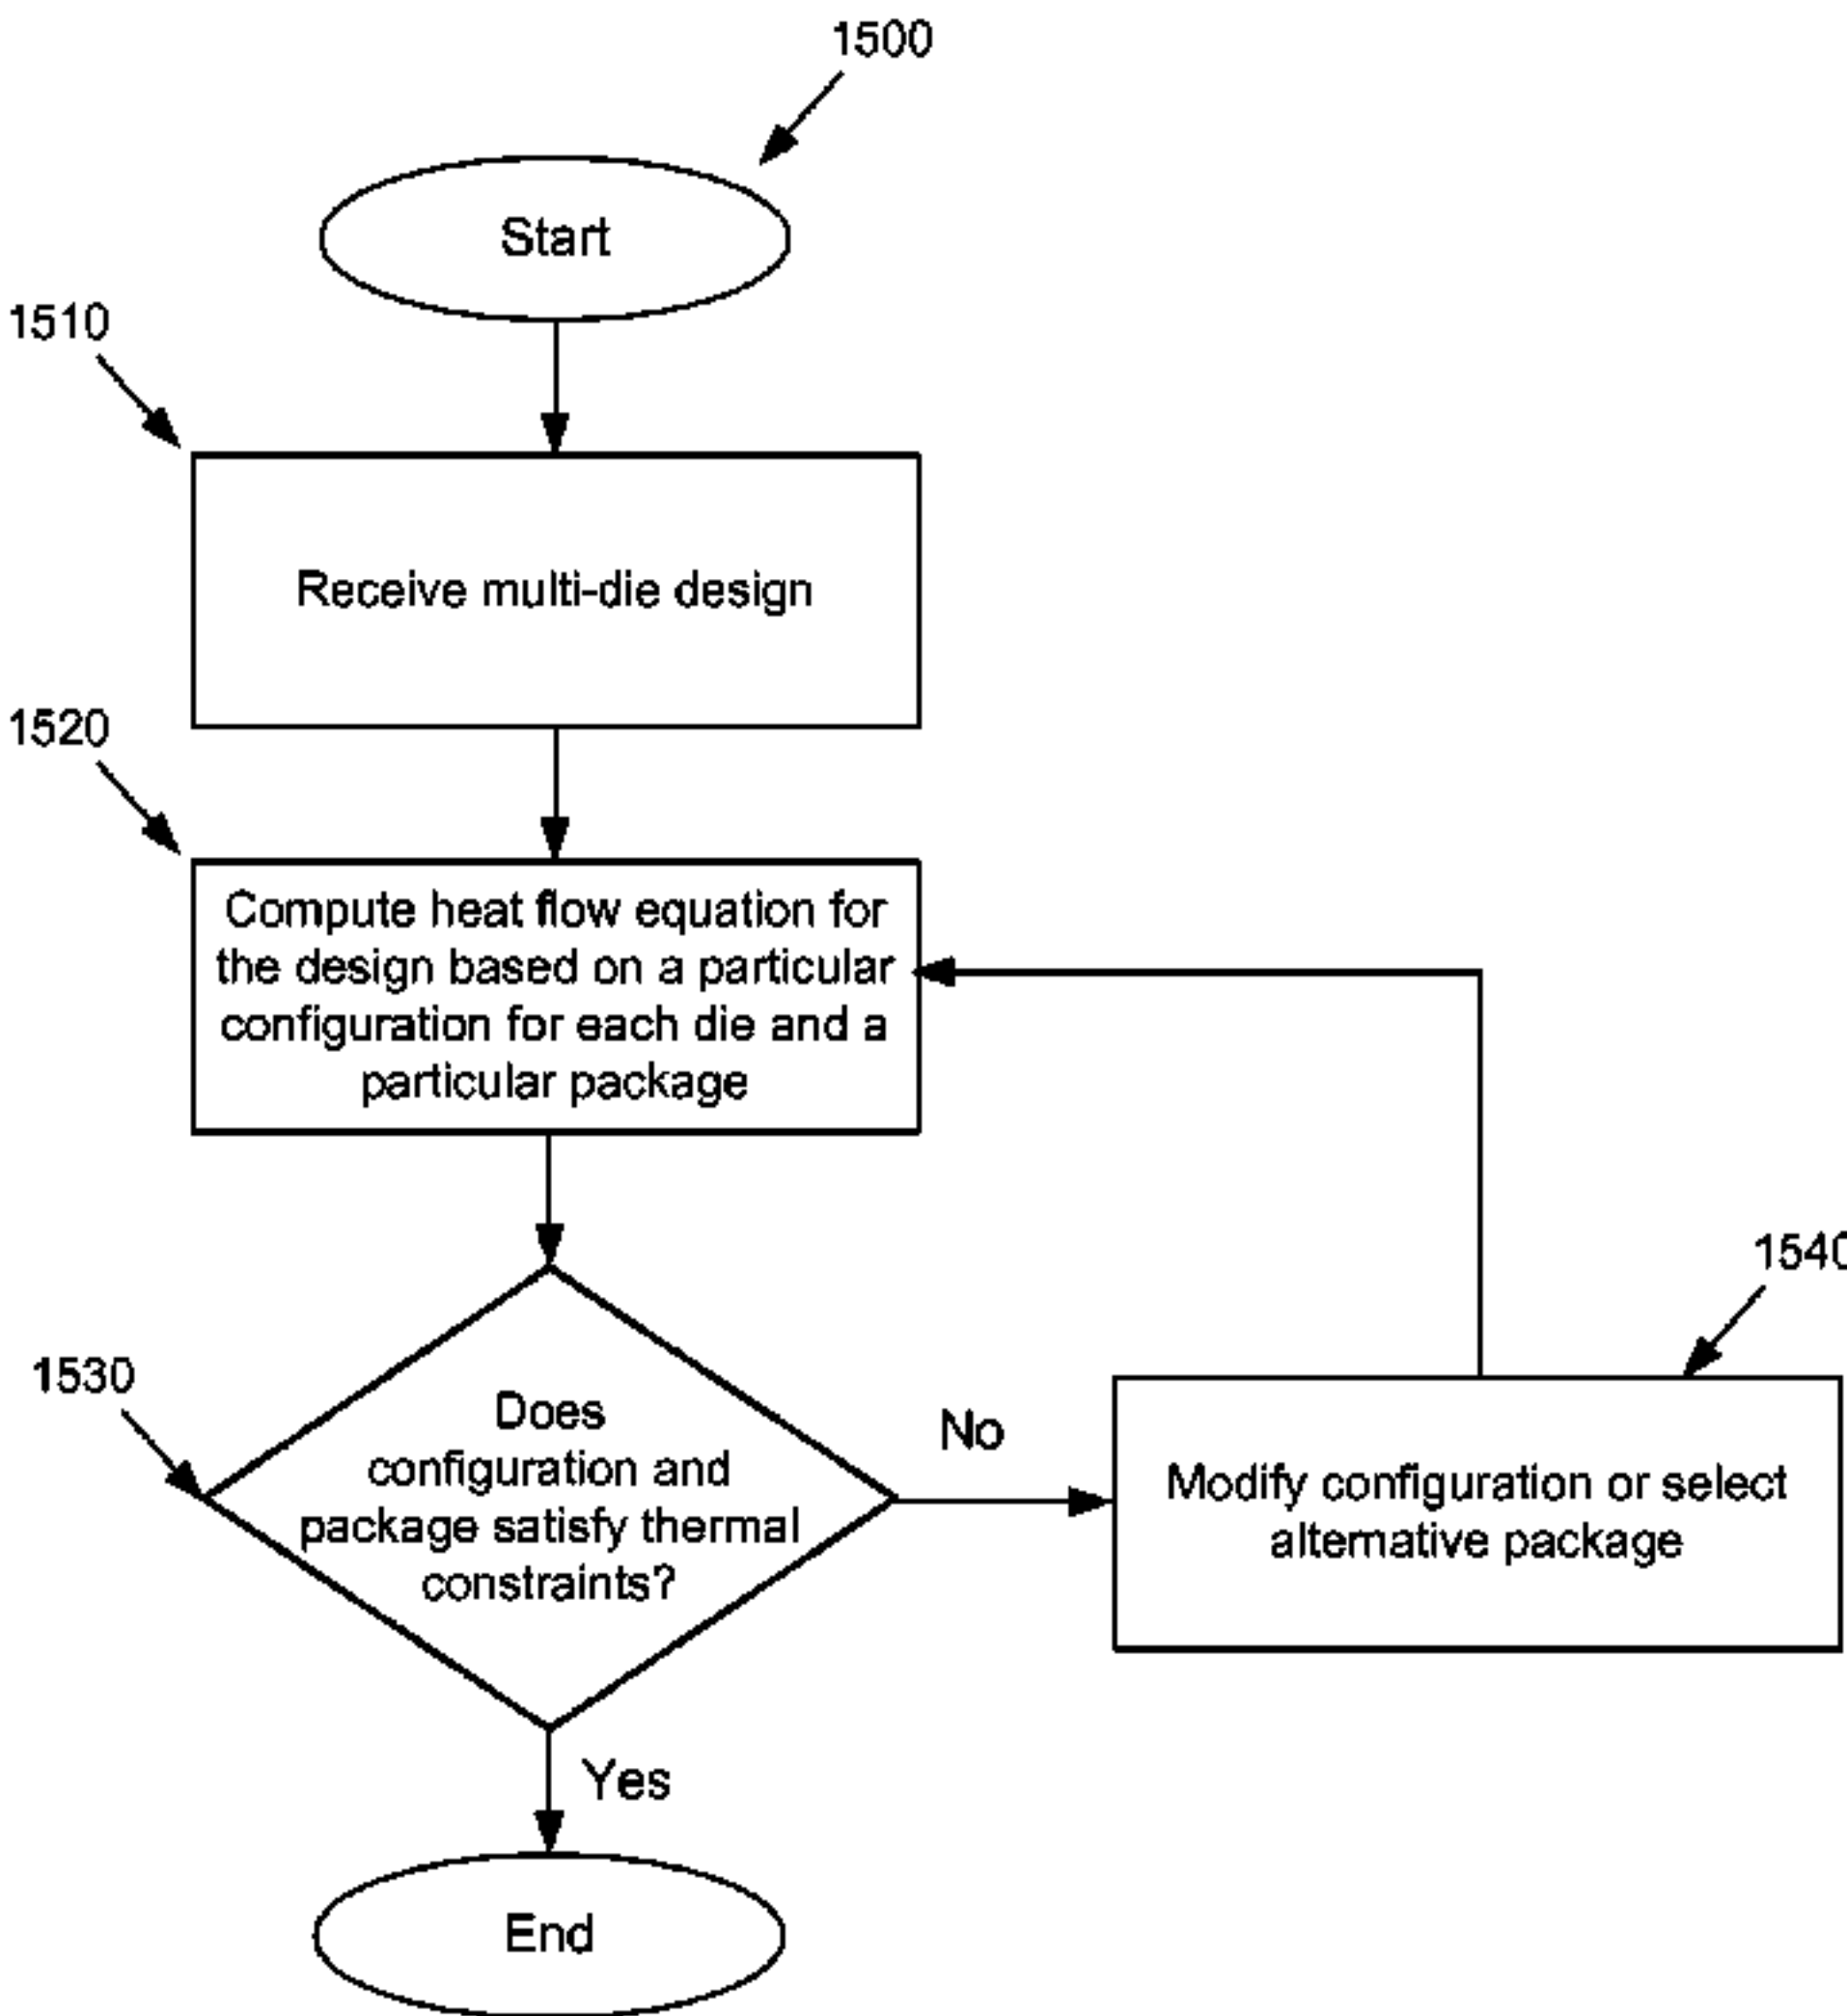 1500
Start
1510
Receive multi-die design
1520
Compute heat flow equation for
the design based on a particular
configuration for each die and a
particular package
1530
Does
configuration and
package satisfy thermal
constraints?
No
1540
Modify configuration or select
alternative package
Yes
End